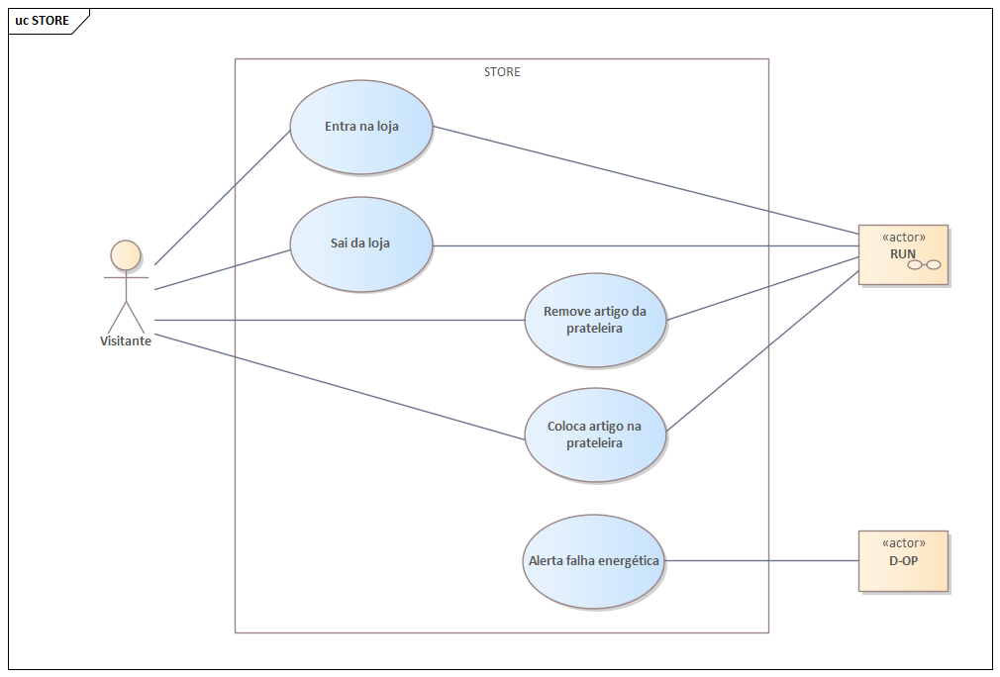 uc STORE
STORE
Entra na loja
Sai da loja
«actor»
RUN
Remove artigo da
prateleira
Visitante
Coloca artigo na
prateleira
«actor»
D-OP
Alerta falha energética